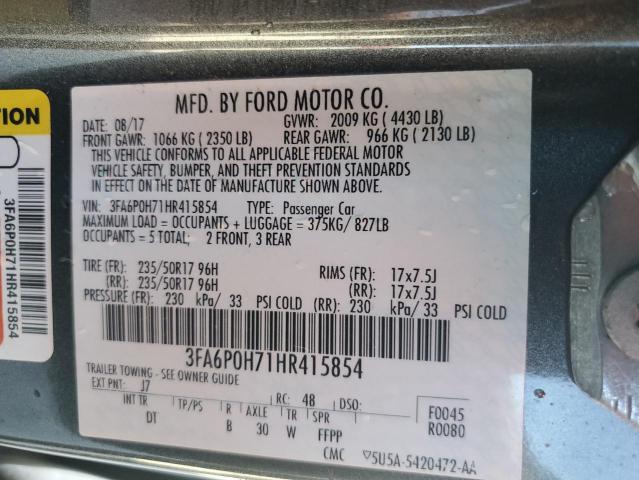 MFD. BY FORD MOTOR CO.
DATE: 08/17 GVWR: 2009 KG ( 4430 LB)
FRONT GAWR: 1066 KG ( 2350 LB) REAR GAWR: 966 KG ( 2130 LB)
THIS VEHICLE CONFORMS TO ALL APPLICABLE FEDERAL MOTOR
VEHICLE SAFETY, BUMPER, AND THEFT PREVENTION STANDARDS
IN EFFECT ON THE DATE OF MANUFACTURE SHOWN ABOVE.
VIN: 3FA6P0H71HR415854 TYPE: Passenger Car
MAXIMUM LOAD = OCCUPANTS + LUGGAGE = 375KG/ 827LB
OCCUPANTS = 5 TOTAL; 2 FRONT, 3 REAR
TIRE (FR): 235/50R17 96H RIMS (FR): 17x7.5J
(RR): 235/50R17 96H (RR): 17x7.5J
PRESSURE (FR): 230 kPa/ 33 PSI COLD (RR): 230 kPa/ 33 PSI COLD
3FA6P0H71HR415854
TRAILER TOWING - SEE OWNER GUIDE
EXT PNT: J7 RC: 48 DSO:
INT TR TP/PS R AXLE TR SPR F0045
DT B 30 W FFPP R0080
CMC ▽5U5A-5420472-AA
TION
3FA6P0H71HR415854